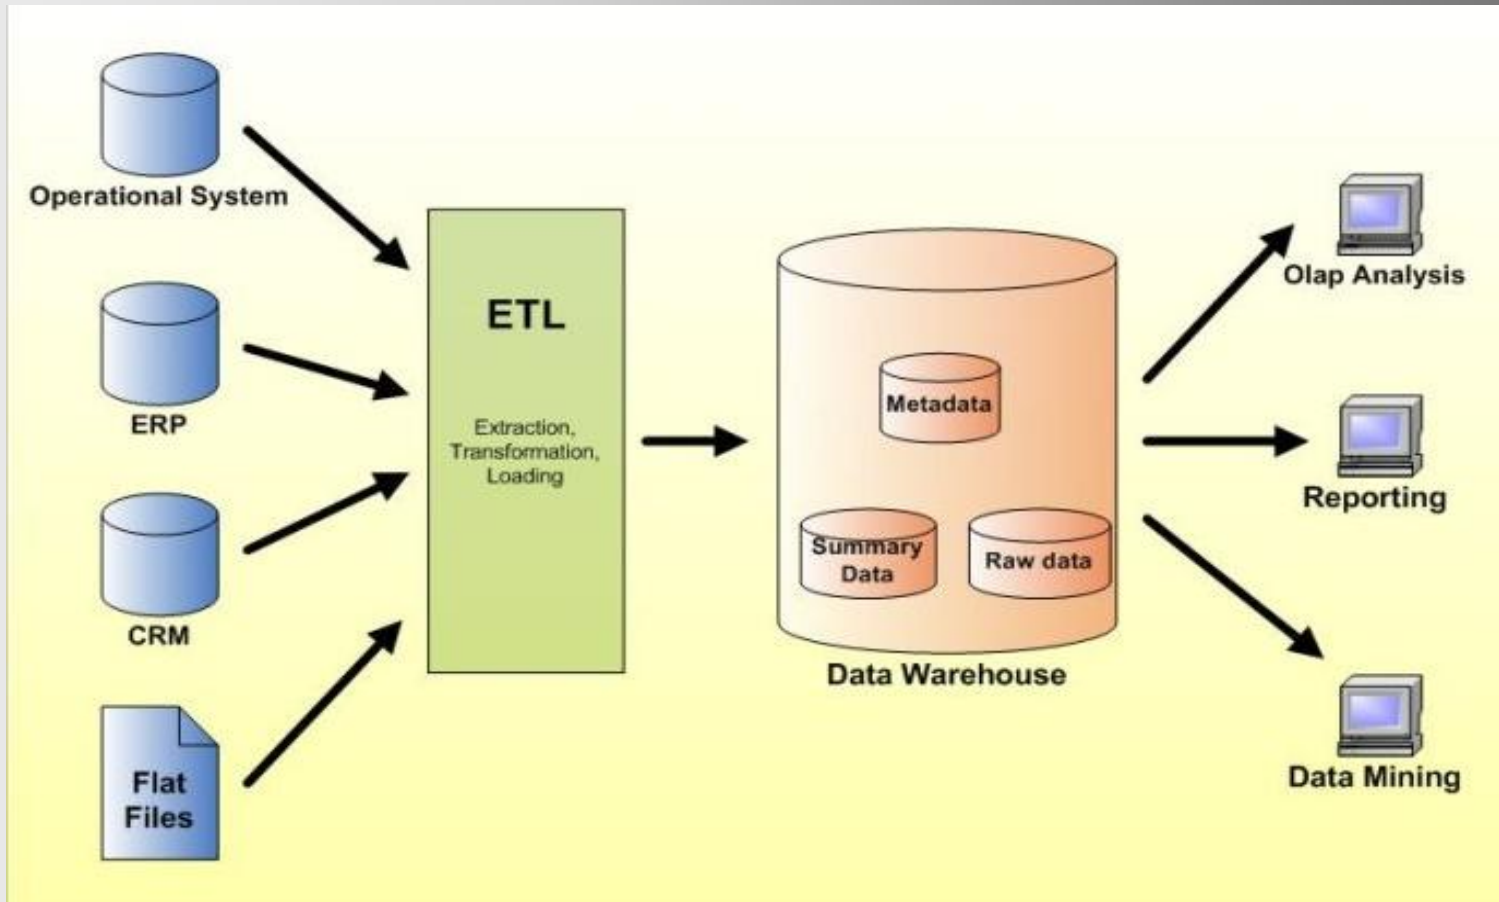 Operational System
ERP
CRM
Flat
Files
ETL
Extraction,
Transformation,
Loading
Metadata
Summary
Data
Raw data
Data Warehouse
Olap Analysis
Reporting
Data Mining